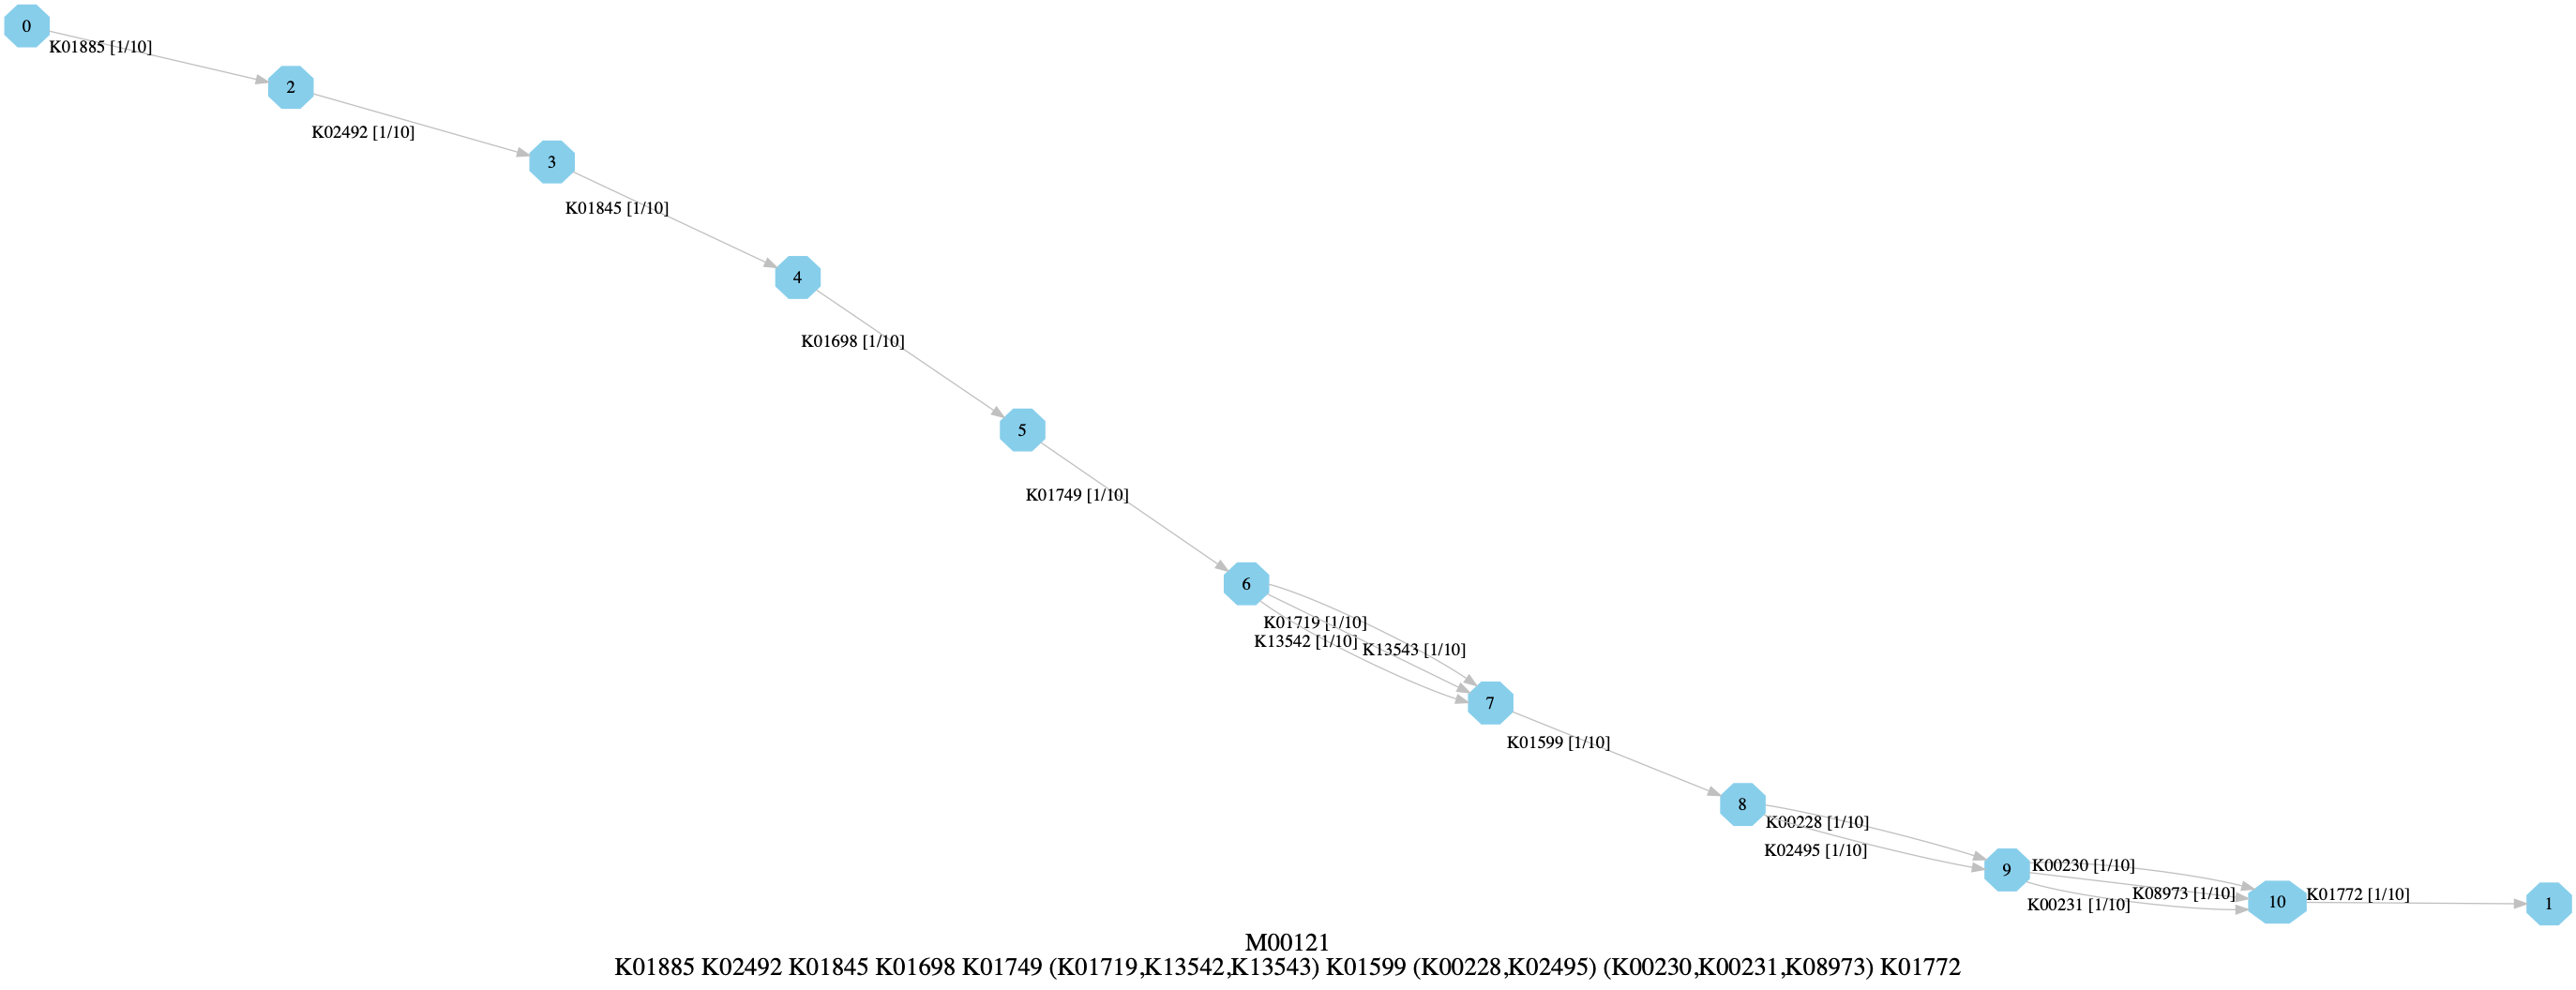 0
K01885 [1/10]
2
K02492 [1/10]
3
K01845 [1/10]
4
K01698 [1/10]
5
K01749 [1/10]
6
K01719 [1/10]
K13542 [1/10]
K13543 [1/10]
7
K01599 [1/10]
8
K00228 [1/10]
K02495 [1/10]
9
K00230 [1/10]
K08973 [1/10]
K00231 [1/10]
10
K01772 [1/10]
1
M00121
K01885 K02492 K01845 K01698 K01749 (K01719,K13542,K13543) K01599 (K00228,K02495) (K00230,K00231,K08973) K01772